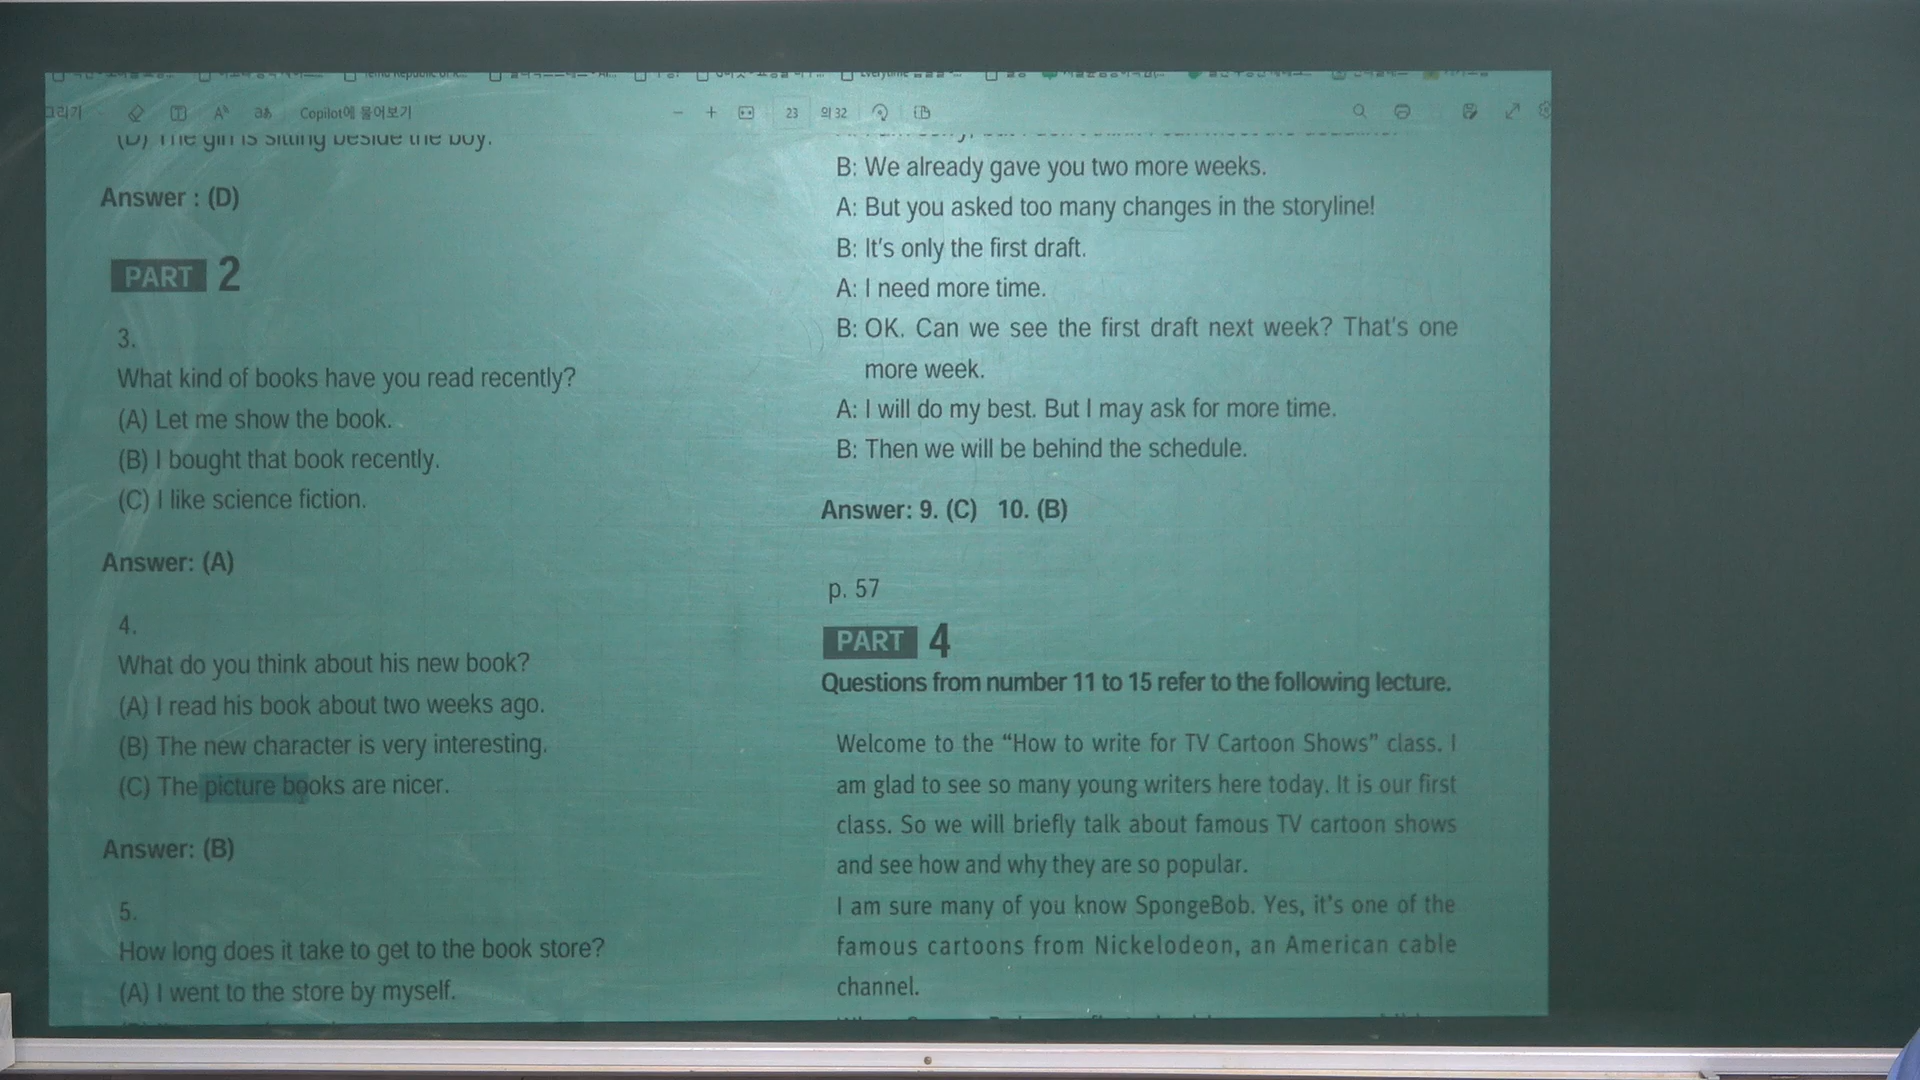 Copilot에 물어보기
23 의 32
(D) The girl is sitting beside the boy.
Answer : (D)
PART 2
3.
What kind of books have you read recently?
(A) Let me show the book.
(B) I bought that book recently.
(C) I like science fiction.
Answer: (A)
4.
What do you think about his new book?
(A) I read his book about two weeks ago.
(B) The new character is very interesting.
(C) The picture books are nicer.
Answer: (B)
5.
How long does it take to get to the book store?
(A) I went to the store by myself.
B: We already gave you two more weeks.
A: But you asked too many changes in the storyline!
B: It's only the first draft.
A: I need more time.
B: OK. Can we see the first draft next week? That's one
more week.
A: I will do my best. But I may ask for more time.
B: Then we will be behind the schedule.
Answer: 9. (C) 10. (B)
p. 57
PART 4
Questions from number 11 to 15 refer to the following lecture.
Welcome to the “How to write for TV Cartoon Shows” class. I
am glad to see so many young writers here today. It is our first
class. So we will briefly talk about famous TV cartoon shows
and see how and why they are so popular.
I am sure many of you know SpongeBob. Yes, it's one of the
famous cartoons from Nickelodeon, an American cable
channel.